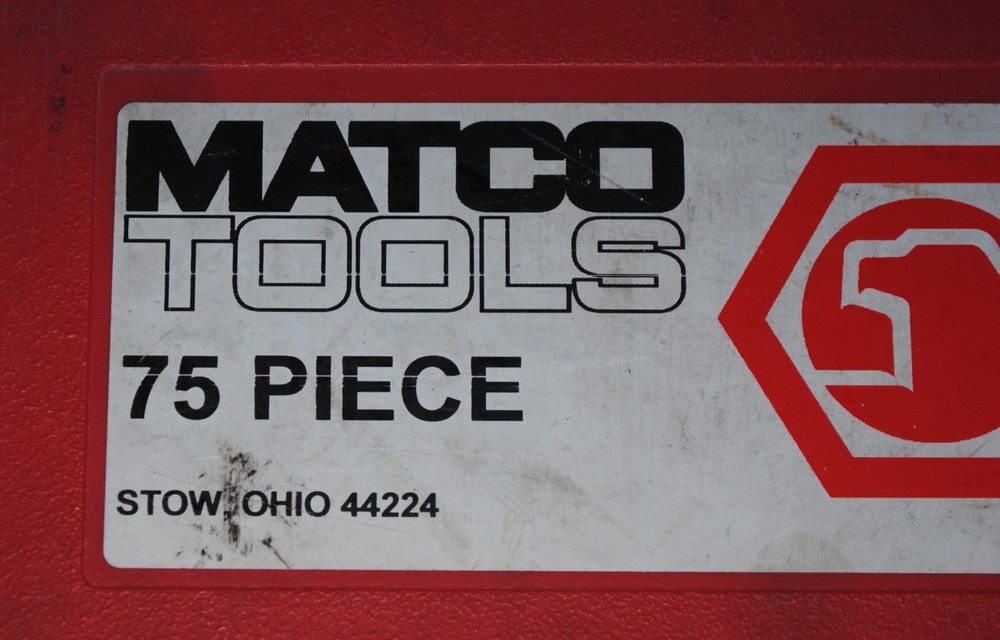 MATCO
TOOLS
75 PIECE
STOW, OHIO 44224